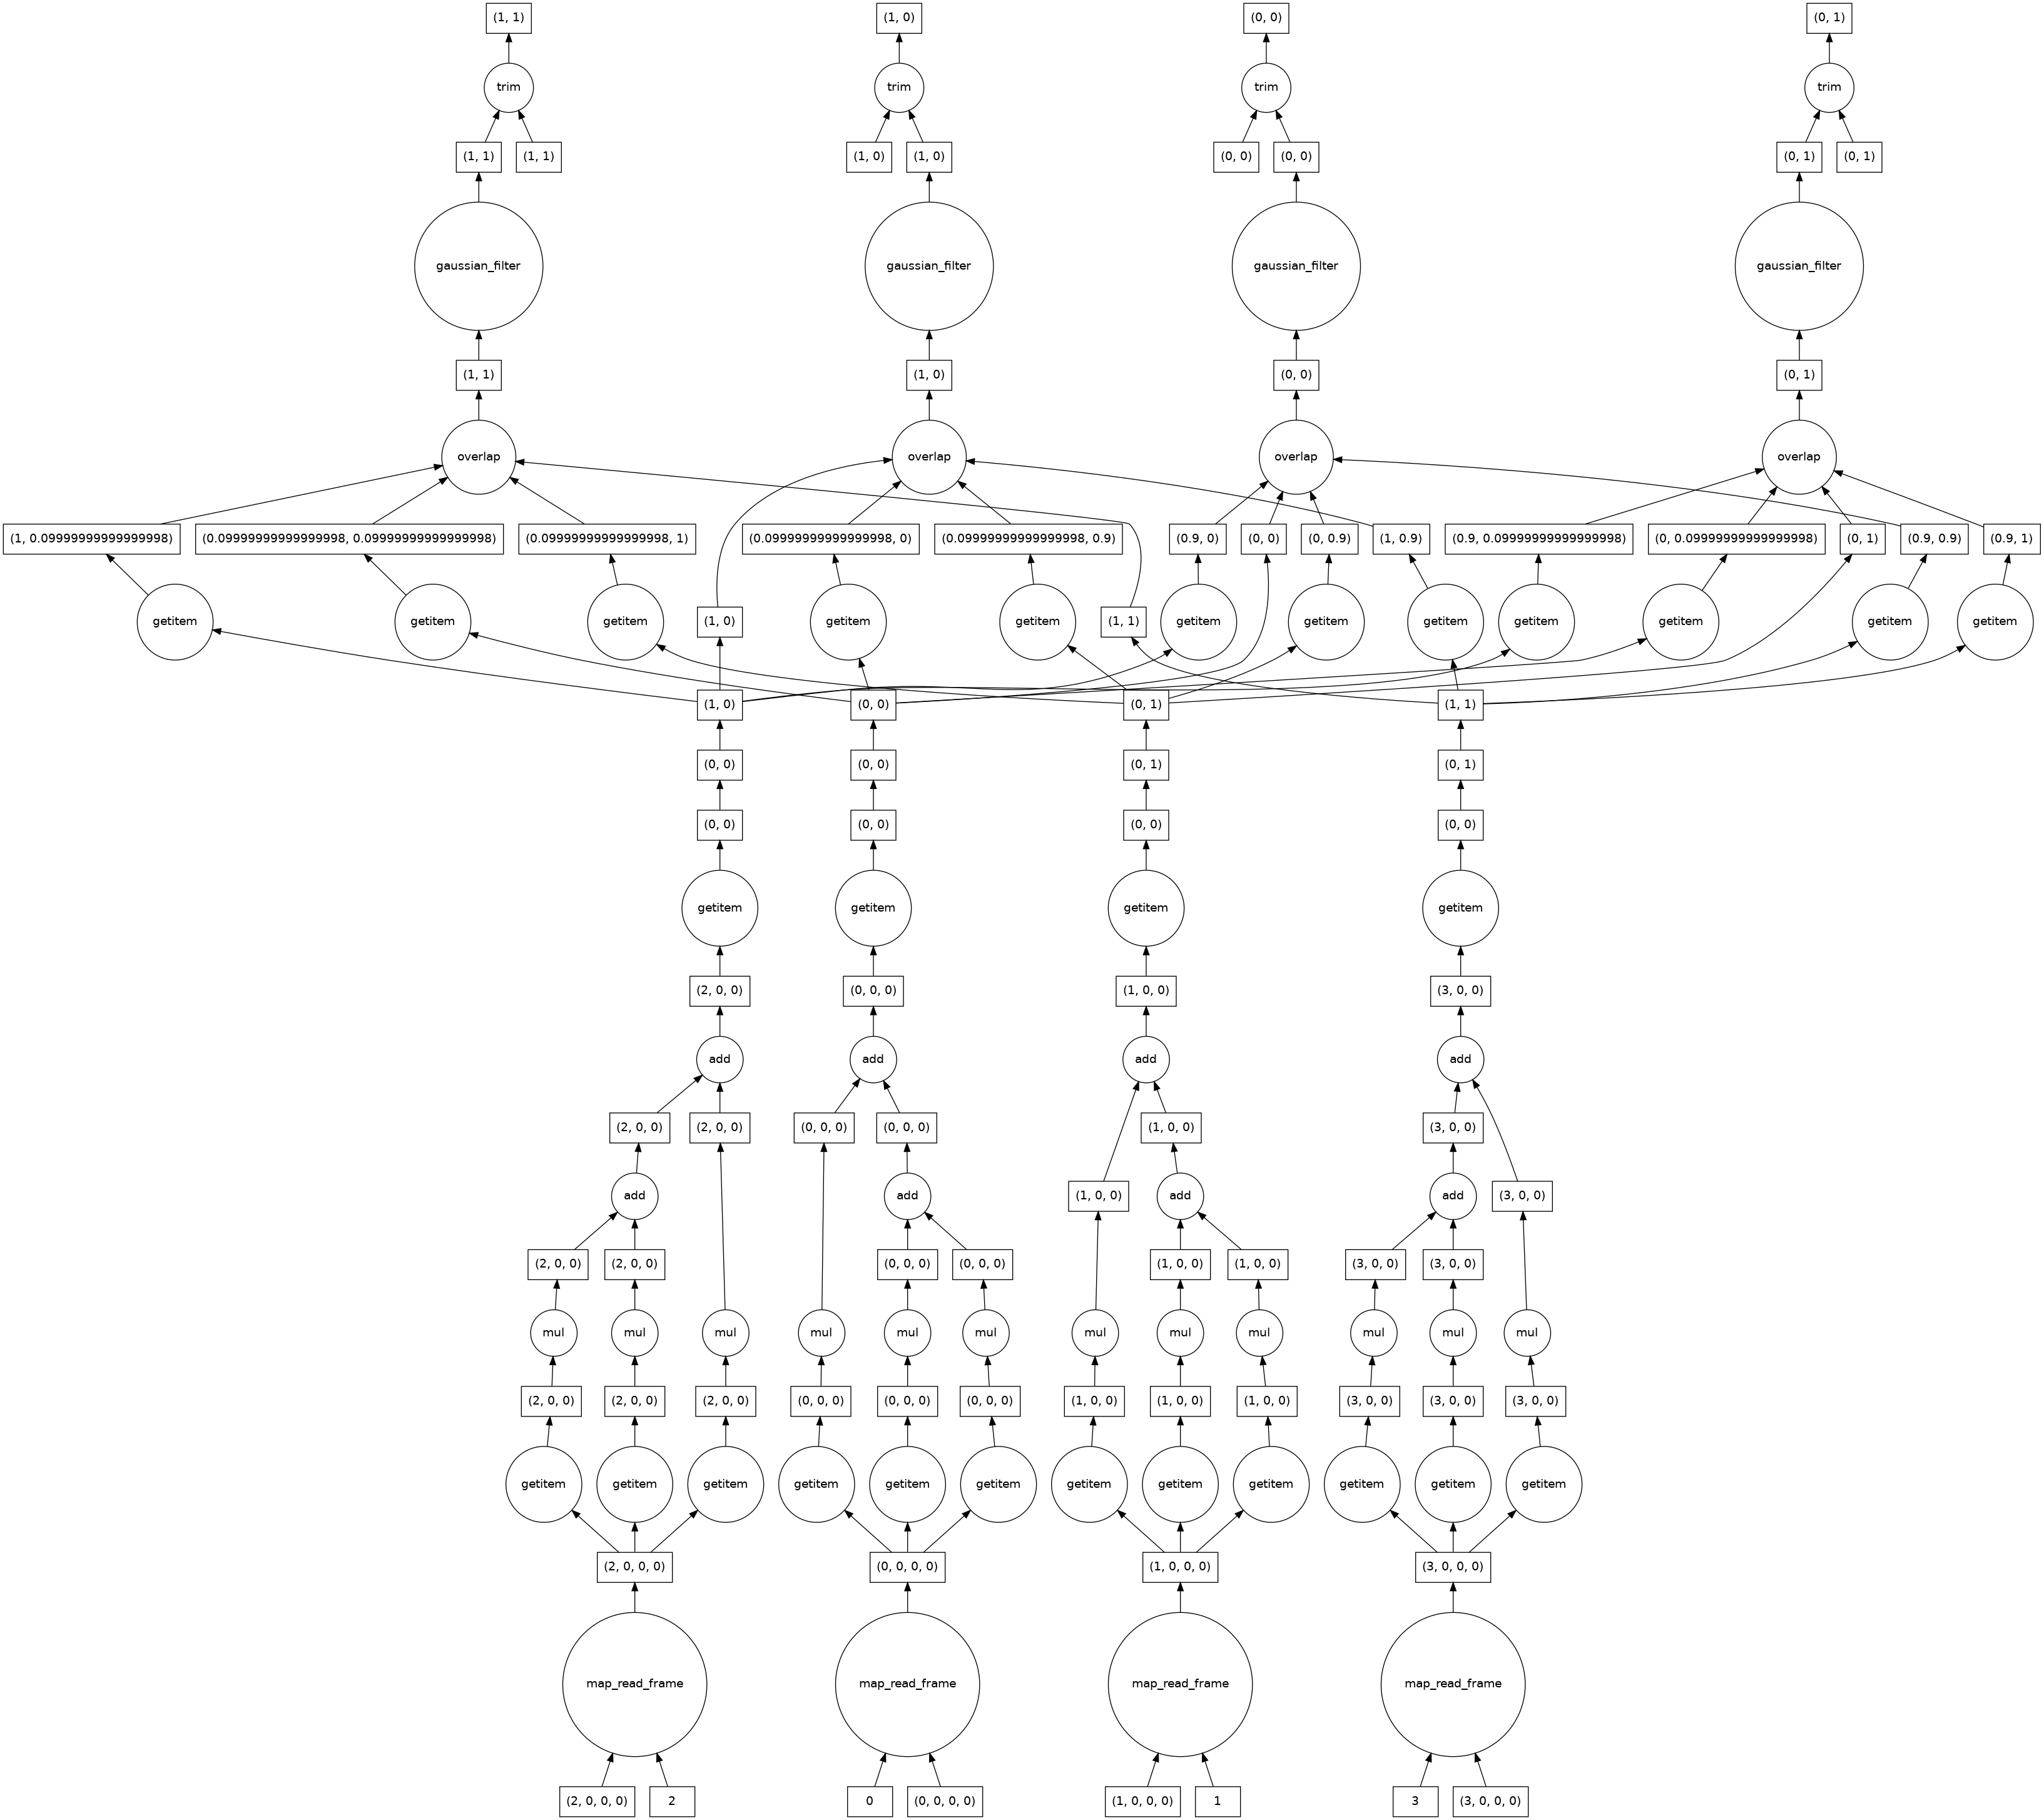 (1, 1) (1, 0) (0, 0) (0, 1)
trim trim trim trim
(1, 1) (1, 1) (1, 0) (1, 0) (0, 0) (0, 0) (0, 1) (0, 1)
gaussian_filter gaussian_filter gaussian_filter gaussian_filter
(1, 1) (1, 0) (0, 0) (0, 1)
overlap overlap overlap overlap
(1, 0.09999999999999998) (0.09999999999999998, 0.09999999999999998) (0.09999999999999998, 1) (0.09999999999999998, 0) (0.09999999999999998, 0.9) (0.9, 0) (0, 0) (0, 0.9) (1, 0.9) (0.9, 0.09999999999999998) (0, 0.09999999999999998) (0, 1) (0.9, 0.9) (0.9, 1)
getitem getitem getitem (1, 0) getitem getitem (1, 1) getitem getitem getitem getitem getitem getitem getitem
(1, 0) (0, 0) (0, 1) (1, 1)
(0, 0) (0, 0) (0, 1) (0, 1)
(0, 0) (0, 0) (0, 0) (0, 0)
getitem getitem getitem getitem
(2, 0, 0) (0, 0, 0) (1, 0, 0) (3, 0, 0)
add add add add
(2, 0, 0) (2, 0, 0) (0, 0, 0) (0, 0, 0) (1, 0, 0) (3, 0, 0)
add add (1, 0, 0) add add (3, 0, 0)
(2, 0, 0) (2, 0, 0) (0, 0, 0) (0, 0, 0) (1, 0, 0) (1, 0, 0) (3, 0, 0) (3, 0, 0)
mul mul mul mul mul mul mul mul mul mul mul mul
(2, 0, 0) (2, 0, 0) (2, 0, 0) (0, 0, 0) (0, 0, 0) (0, 0, 0) (1, 0, 0) (1, 0, 0) (1, 0, 0) (3, 0, 0) (3, 0, 0) (3, 0, 0)
getitem getitem getitem getitem getitem getitem getitem getitem getitem getitem getitem getitem
(2, 0, 0, 0) (0, 0, 0, 0) (1, 0, 0, 0) (3, 0, 0, 0)
map_read_frame map_read_frame map_read_frame map_read_frame
(2, 0, 0, 0) 2 0 (0, 0, 0, 0) (1, 0, 0, 0) 1 3 (3, 0, 0, 0)